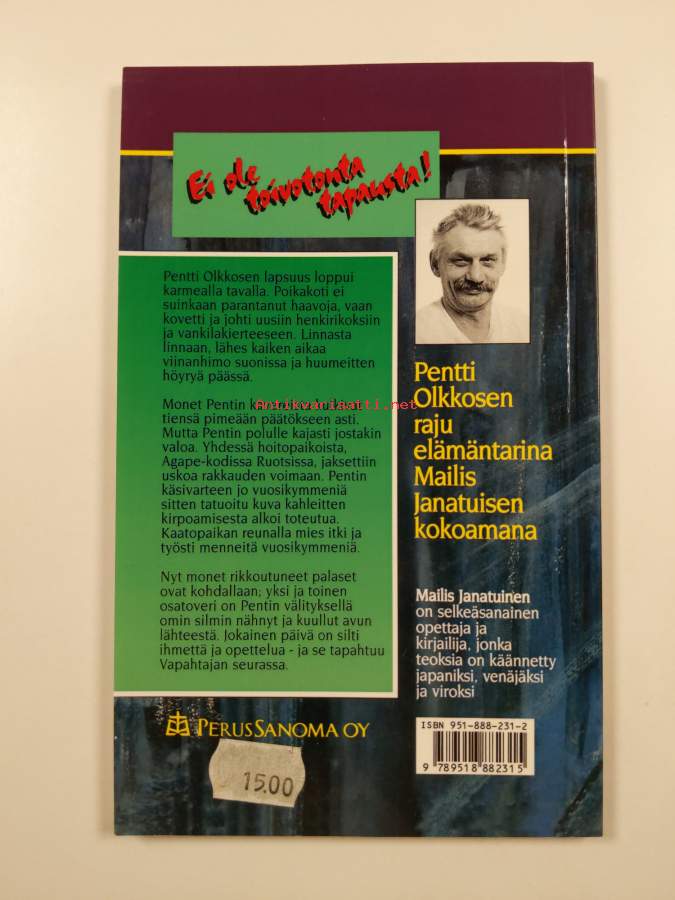 Ei ole
toivotonta
tapausta!
Pentti Olkkosen lapsuus loppui
karmealla tavalla. Poikakoti ei
suinkaan parantanut haavoja, vaan
kovetti ja johti uusiin henkirikoksiin
ja vankilakierteeseen. Linnasta
linnaan, lähes kaiken aikaa
viinanhimo suonissa ja huumeitten
höyryä päässä.
Monet Pentin
tiensä pimeään päätökseen asti.
Mutta Pentin polulle kajasti jostakin
valoa. Yhdessä hoitopaikoista,
Agape-kodissa Ruotsissa, jaksettiin
uskoa rakkauden voimaan. Pentin
käsivarteen jo vuosikymmeniä
sitten tatuoitu kuva kahleitten
kirpoamisesta alkoi toteutua.
Kaatopaikan reunalla mies itki ja
työsti menneitä vuosikymmeniä.
Nyt monet rikkoutuneet palaset
ovat kohdallaan; yksi ja toinen
osatoveri on Pentin välityksellä
omin silmin nähnyt ja kuullut avun
lähteestä. Jokainen päivä on silti
ihmettä ja opettelua - ja se tapahtuu
Vapahtajan seurassa.
Antikvariaatti.net
PERUSSANOMA OY
15.00
Pentti
Olkkosen
raju
elämäntarina
Mailis
Janatuisen
kokoamana
Mailis Janatuinen
on selkeäsanainen
opettaja ja
kirjailija, jonka
teoksia on käännetty
japaniksi, venäjäksi
ja viroksi
ISBN 951-888-231-2
9 789518 882315